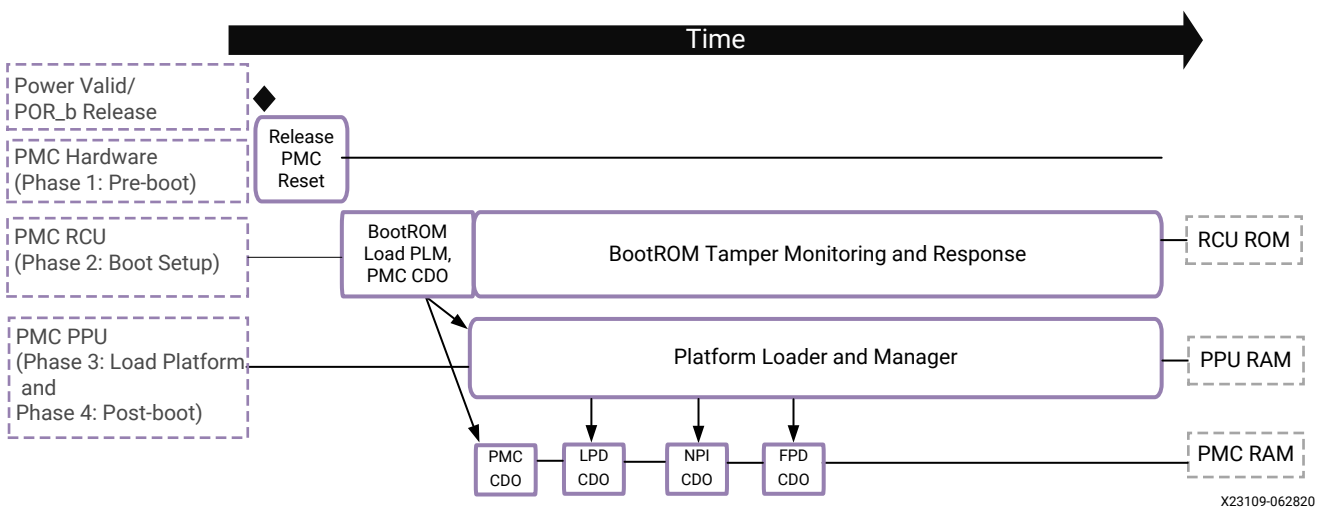 Time
Power Valid/
POR_b Release
Release
PMC
Reset
PMC Hardware
(Phase 1: Pre-boot)
PMC RCU
(Phase 2: Boot Setup)
BootROM
Load PLM,
PMC CDO
BootROM Tamper Monitoring and Response
RCU ROM
PMC PPU
(Phase 3: Load Platform
and
Phase 4: Post-boot)
Platform Loader and Manager
PPU RAM
PMC
CDO
LPD
CDO
NPI
CDO
FPD
CDO
PMC RAM
X23109-062820